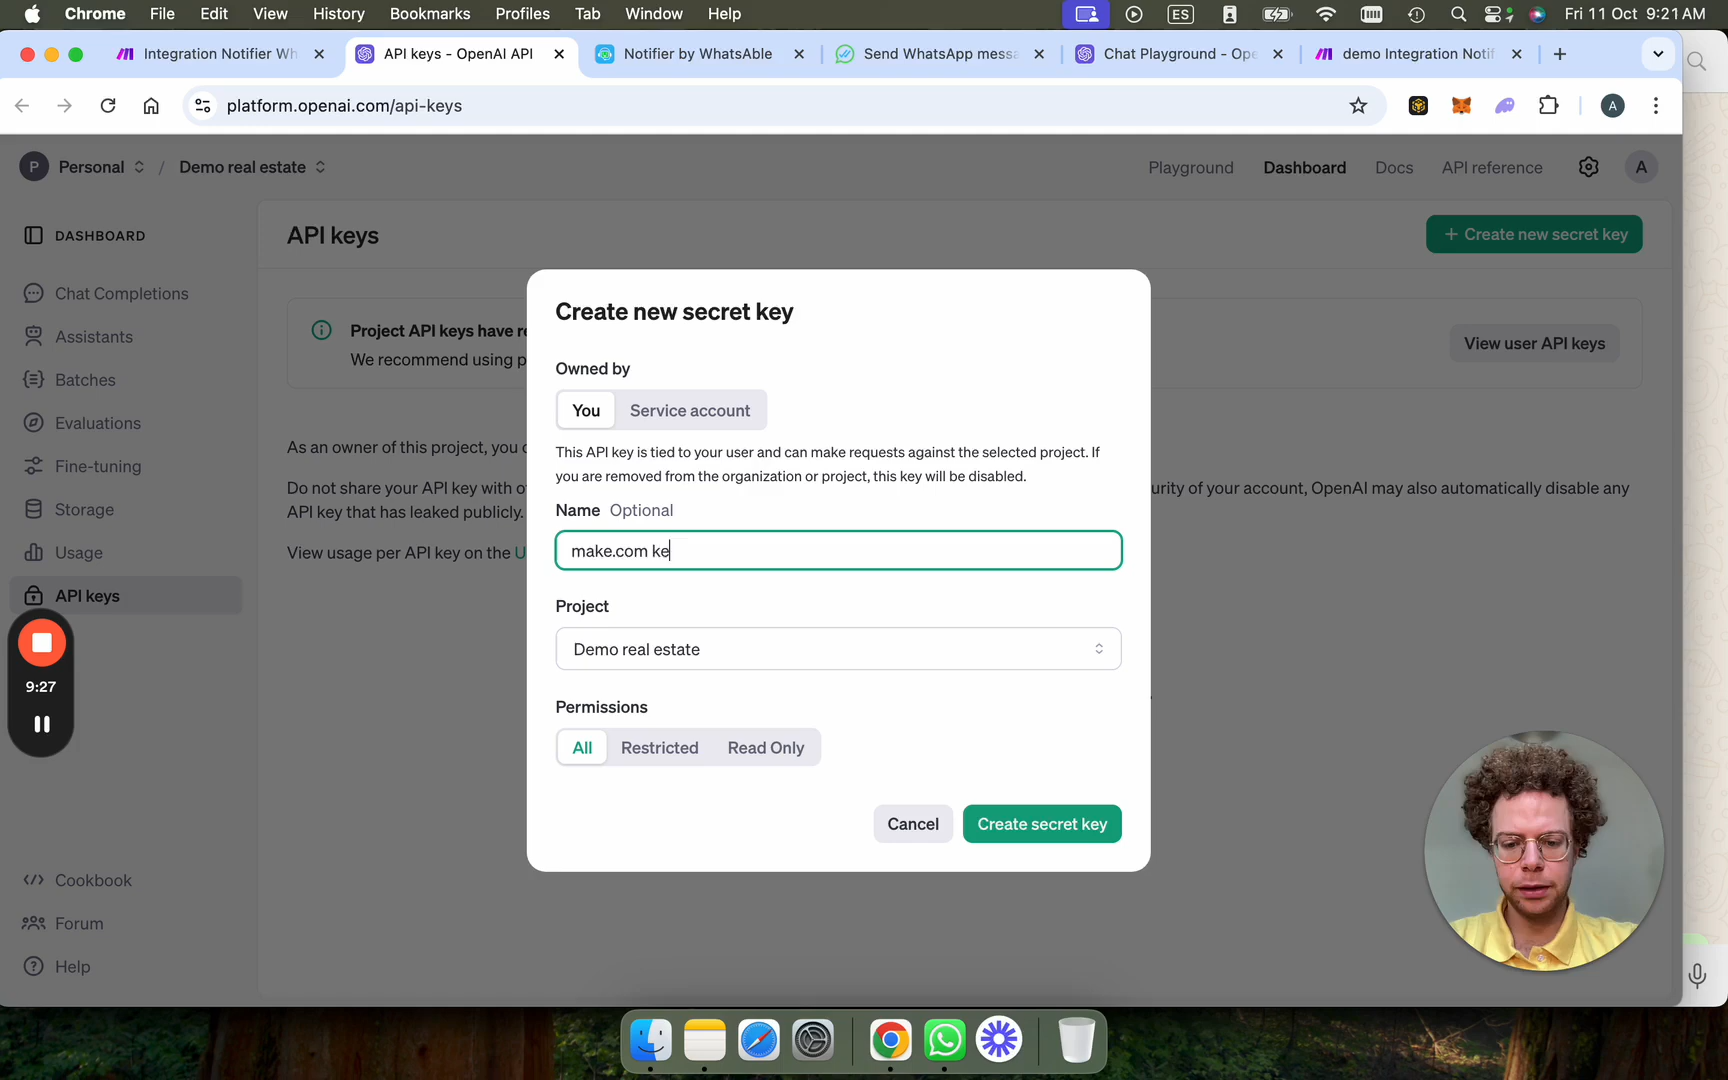 Chrome File Edit View History Bookmarks Profiles Tab Window Help ES Fri 11 Oct 9:21 AM
Integration Notifier Wh API keys - OpenAI API Notifier by WhatsAble Send WhatsApp messa Chat Playground - Ope demo Integration Notif
platform.openai.com/api-keys A
P Personal / Demo real estate Playground Dashboard Docs API reference A
DASHBOARD
Chat Completions
Assistants
Batches
Evaluations
Fine-tuning
Storage
Usage
API keys
9:27
Cookbook
Forum
Help
API keys
+ Create new secret key
Project API keys have re
We recommend using p
View user API keys
As an owner of this project, you c
Do not share your API key with o urity of your account, OpenAI may also automatically disable any
API key that has leaked publicly.
View usage per API key on the U
Create new secret key
Owned by
You Service account
This API key is tied to your user and can make requests against the selected project. If
you are removed from the organization or project, this key will be disabled.
Name Optional
make.com ke
Project
Demo real estate
Permissions
All Restricted Read Only
Cancel Create secret key